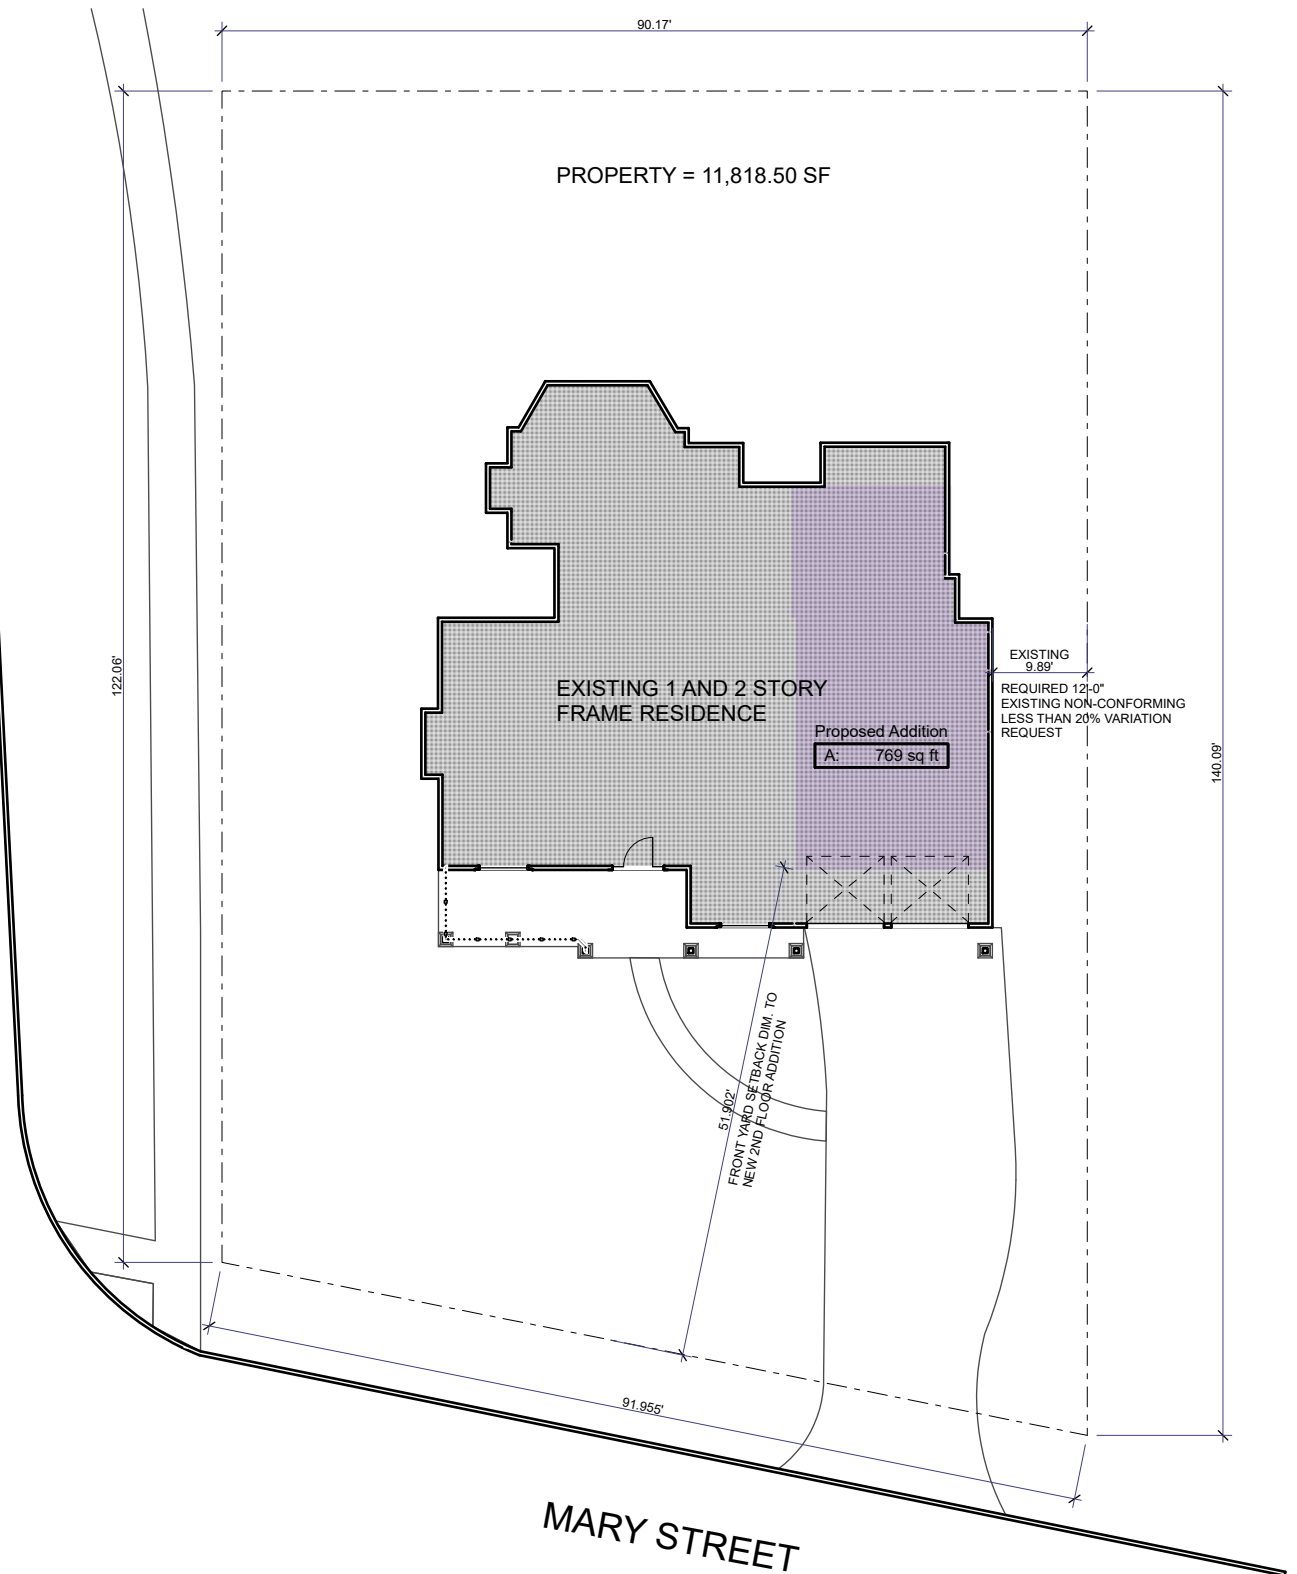 90.17'
PROPERTY = 11,818.50 SF
122.06'
EXISTING 1 AND 2 STORY
FRAME RESIDENCE
Proposed Addition
A: 769 sq ft
EXISTING
9.89'
REQUIRED 12'-0"
EXISTING NON-CONFORMING
LESS THAN 20% VARIATION
REQUEST
140.09'
51.902'
FRONT YARD SETBACK DIM. TO
NEW 2ND FLOOR ADDITION
91.955'
MARY STREET